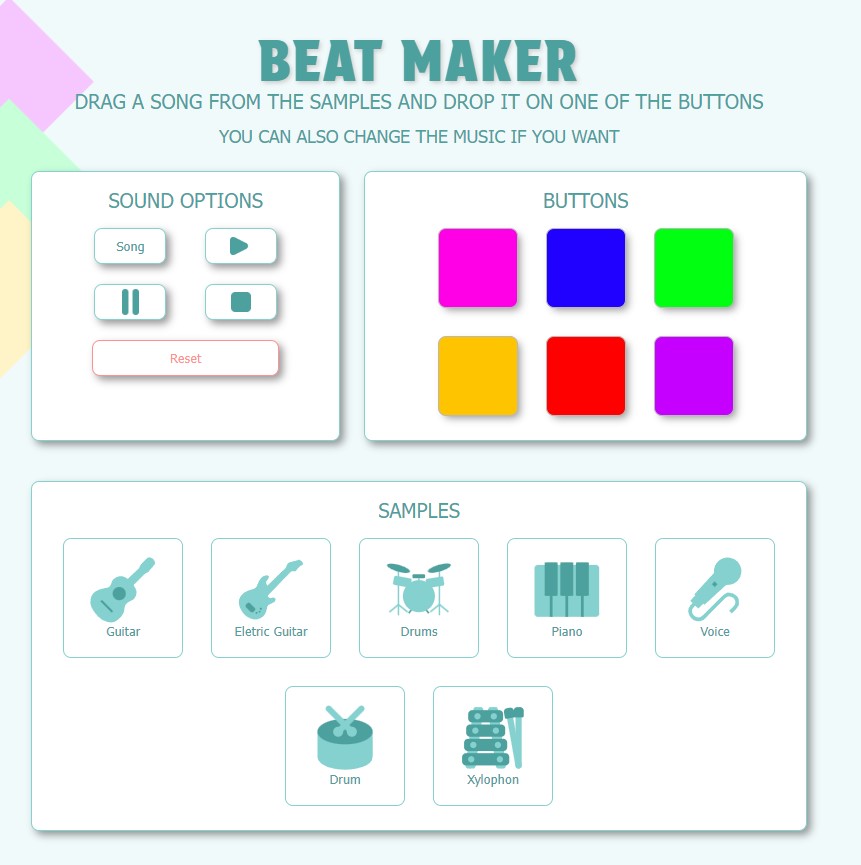 BEAT MAKER
DRAG A SONG FROM THE SAMPLES AND DROP IT ON ONE OF THE BUTTONS
YOU CAN ALSO CHANGE THE MUSIC IF YOU WANT
SOUND OPTIONS
Song
Reset
BUTTONS
SAMPLES
Guitar
Eletric Guitar
Drums
Piano
Voice
Drum
Xylophon